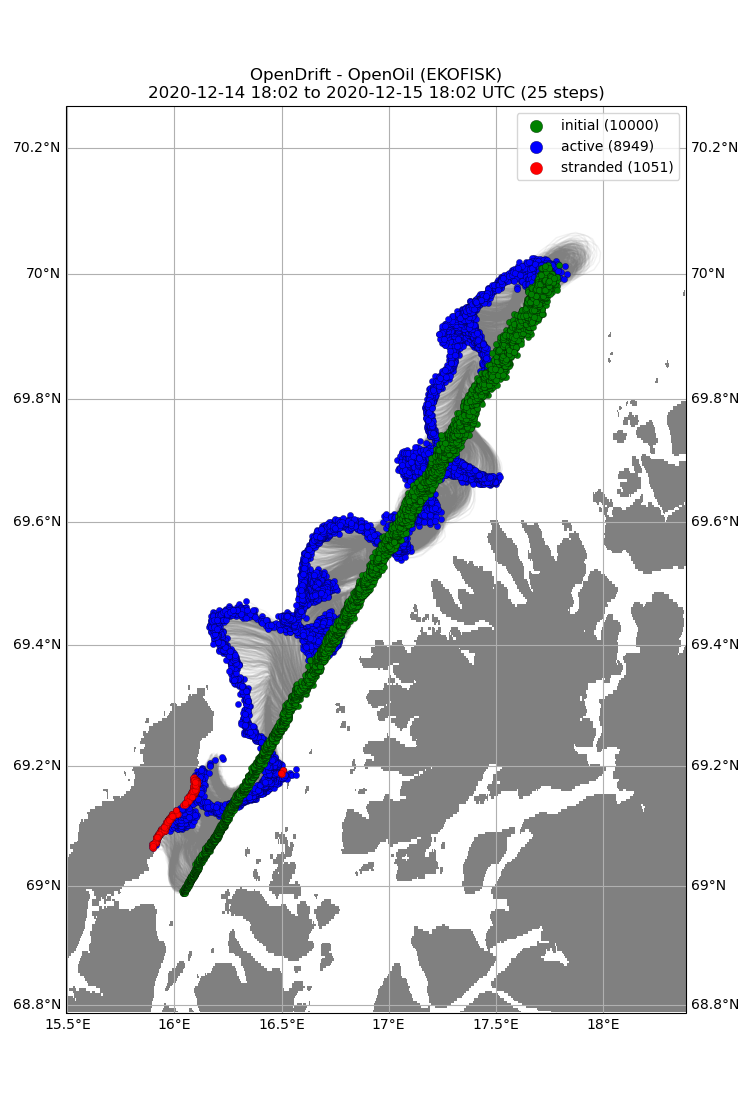 OpenDrift - OpenOil (EKOFISK)
2020-12-14 18:02 to 2020-12-15 18:02 UTC (25 steps)
initial (10000)
active (8949)
stranded (1051)
70.2°N 70.2°N
70°N 70°N
69.8°N 69.8°N
69.6°N 69.6°N
69.4°N 69.4°N
69.2°N 69.2°N
69°N 69°N
68.8°N 68.8°N
15.5°E 16°E 16.5°E 17°E 17.5°E 18°E